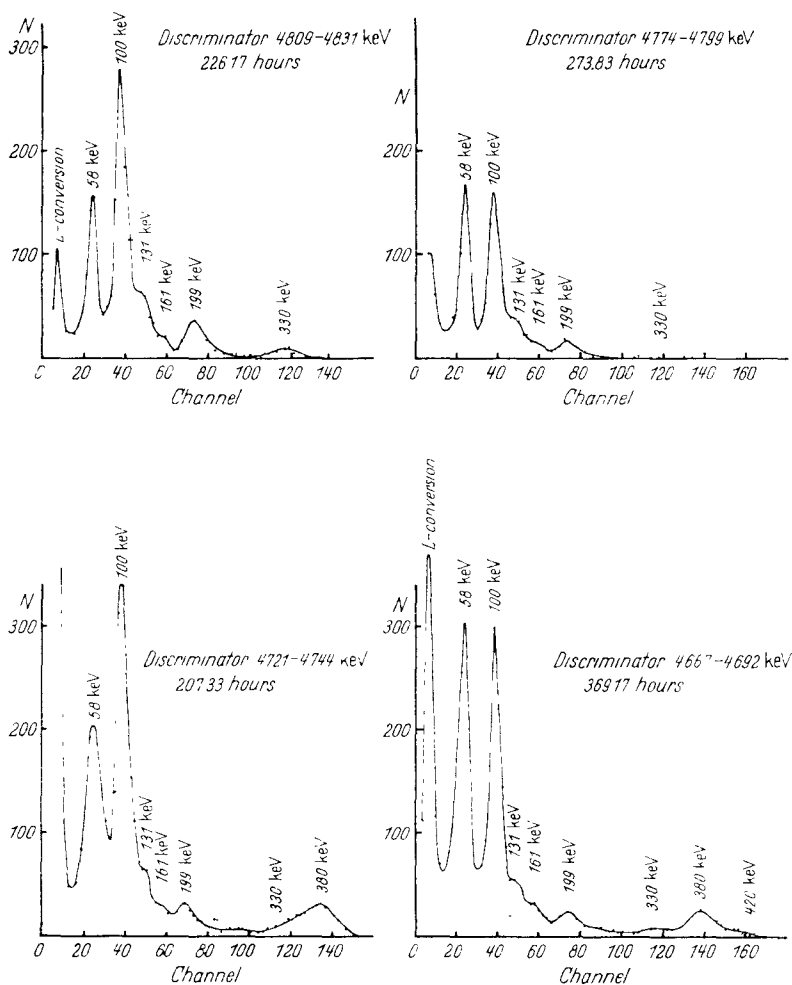 N
300
200
100
L-conversion
58 keV
100 keV
131 keV
161 keV
199 keV
330 keV
Discriminator 4809-4831 keV
22617 hours
0 20 40 60 80 100 120 140
Channel
N
200
100
58 keV
100 keV
131 keV
161 keV
199 keV
330 keV
Discriminator 4774-4799 keV
273.83 hours
0 20 40 60 80 100 120 140 160
Channel
N
300
200
100
58 keV
100 keV
131 keV
161 keV
199 keV
330 keV
380 keV
Discriminator 4721-4744 keV
20733 hours
0 20 40 60 80 100 120 140
Channel
N
300
200
100
L-conversion
58 keV
100 keV
131 keV
161 keV
199 keV
330 keV
380 keV
420 keV
Discriminator 4667-4692 keV
36917 hours
0 20 40 60 80 100 120 140 160
Channel